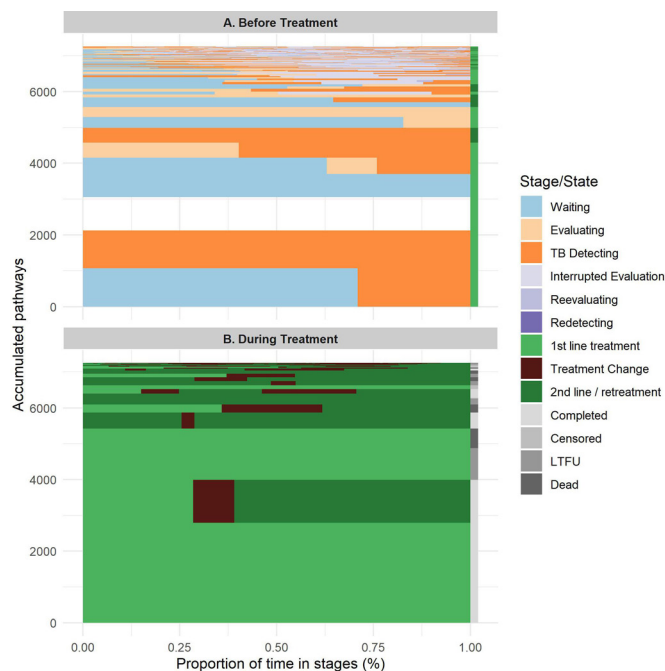 A. Before Treatment
6000
4000
2000
0
B. During Treatment
6000
4000
2000
0
0.00
0.25
0.50
0.75
1.00
Proportion of time in stages (%)
Accumulated pathways
Stage/State
Waiting
Evaluating
TB Detecting
Interrupted Evaluation
Reevaluating
Redetecting
1st line treatment
Treatment Change
2nd line / retreatment
Completed
Censored
LTFU
Dead